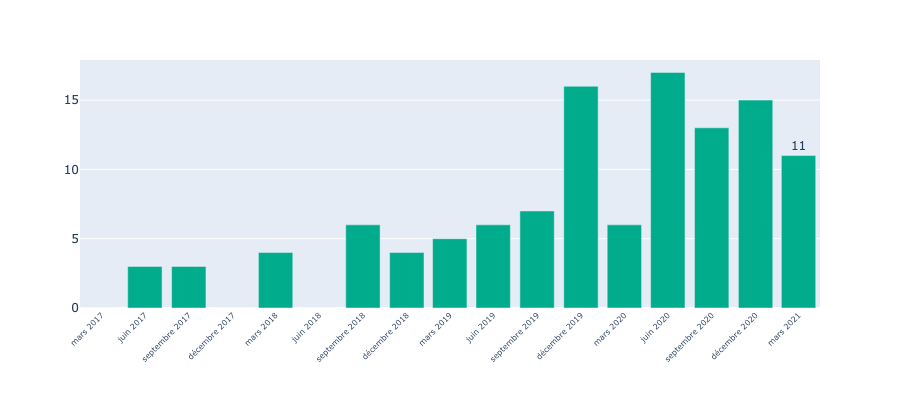 15
10
5
0
11
mars 2017
juin 2017
septembre 2017
décembre 2017
mars 2018
juin 2018
septembre 2018
décembre 2018
mars 2019
juin 2019
septembre 2019
décembre 2019
mars 2020
juin 2020
septembre 2020
décembre 2020
mars 2021